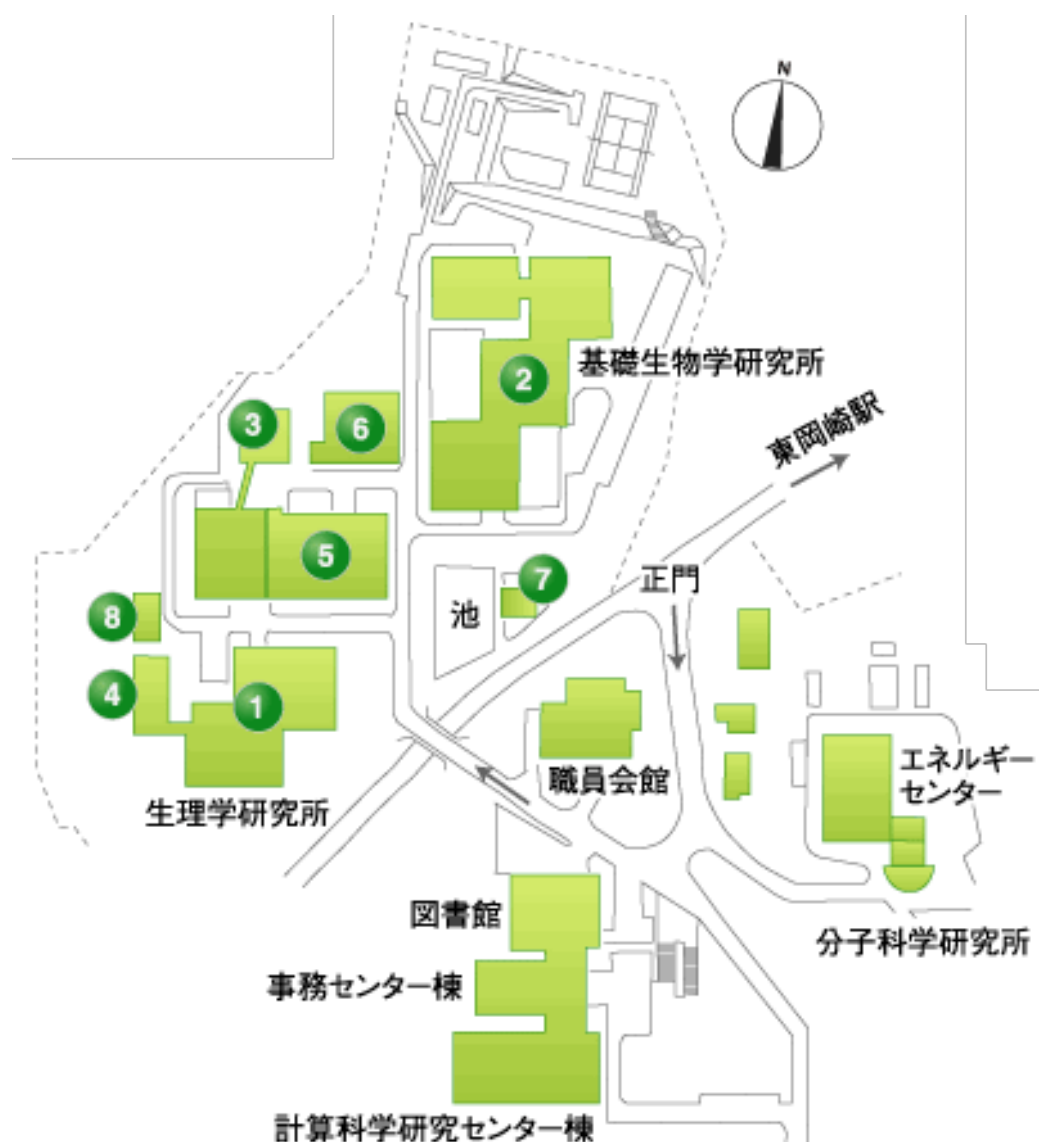 N
基礎生物学研究所
2
東岡崎駅
3
6
5
7
正門
池
8
4
1
職員会館
エネルギー
センター
生理学研究所
図書館
分子科学研究所
事務センター棟
計算科学研究センター棟